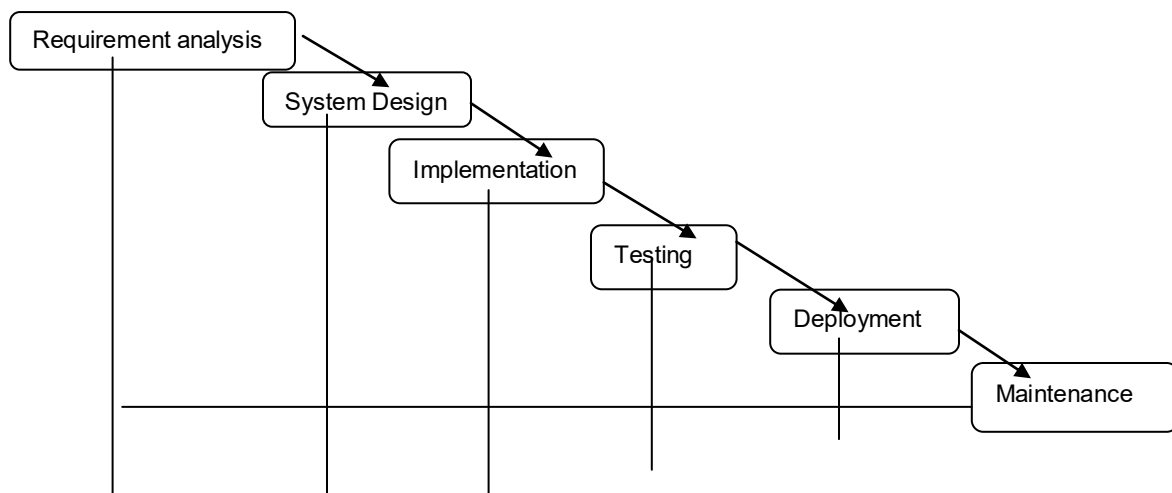 Requirement analysis
System Design
Implementation
Testing
Deployment
Maintenance